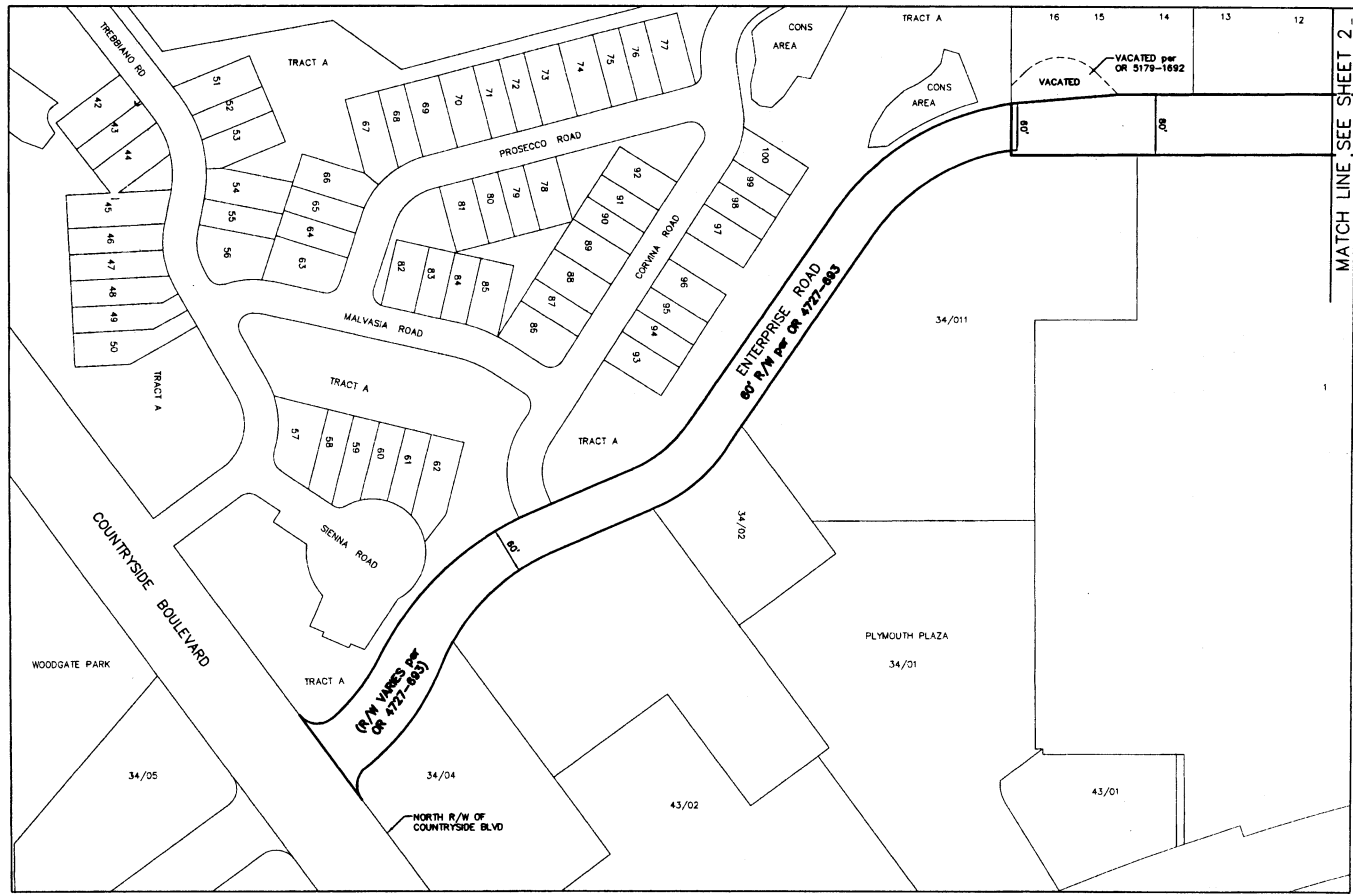 TREBBIANO RD
TRACT A
CONS
AREA
TRACT A
16
15
14
13
12
VACATED per
OR 5179-1692
VACATED
CONS
AREA
MATCH LINE SEE SHEET 2
60'
80'
51
52
53
42
43
44
67
68
69
70
71
72
73
74
75
76
77
PROSECCO ROAD
54
55
56
66
65
64
63
81
80
79
78
92
91
90
89
88
87
86
100
99
98
97
CORVINA ROAD
96
95
94
93
45
46
47
48
49
50
82
83
84
85
MALVASIA ROAD
ENTERPRISE ROAD
60' R/W per OR 4727-693
34/011
1
TRACT A
TRACT A
TRACT A
57
58
59
60
61
62
SIENNA ROAD
60'
34/02
COUNTRYSIDE BOULEVARD
PLYMOUTH PLAZA
34/01
WOODGATE PARK
TRACT A
(R/W VARIES per
OR 4727-693)
34/05
34/04
43/02
43/01
NORTH R/W OF
COUNTRYSIDE BLVD